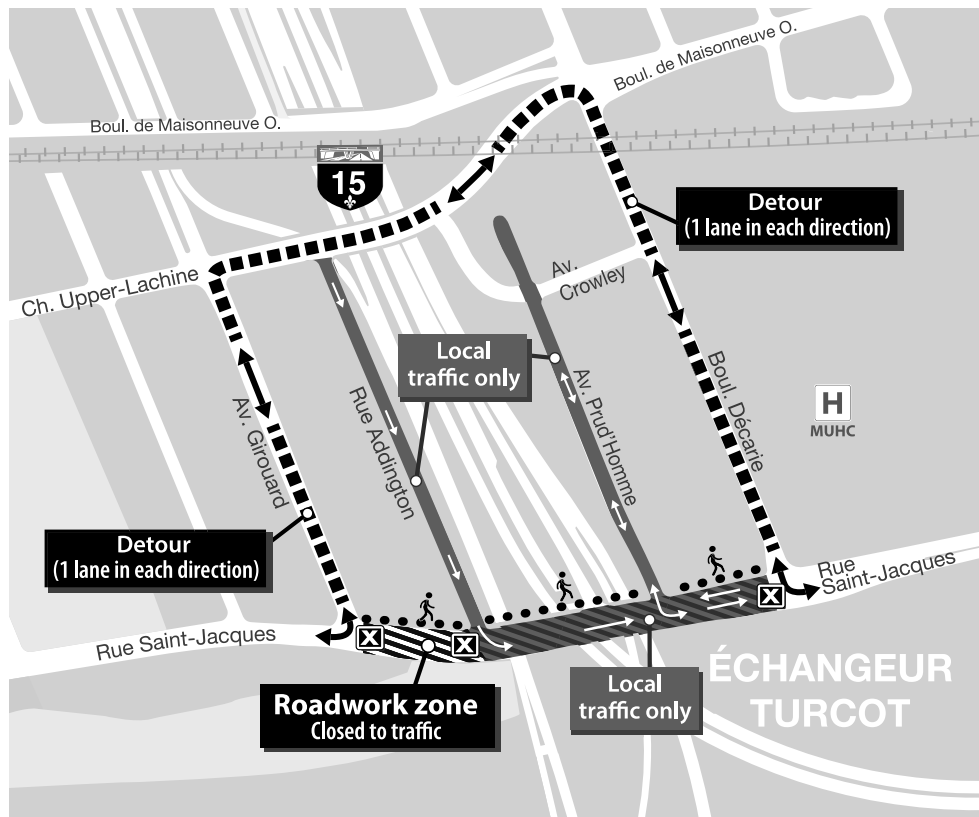 Boul. de Maisonneuve O.
Boul. de Maisonneuve O.
15
Detour
(1 lane in each direction)
Ch. Upper-Lachine
Av.
Crowley
Local
traffic only
Av. Girouard
Rue Addington
Av. Prud'Homme
Boul. Décarie
H
MUHC
Detour
(1 lane in each direction)
Rue
Saint-Jacques
Rue Saint-Jacques
X
X
X
Roadwork zone
Closed to traffic
Local
traffic only
ÉCHANGEUR
TURCOT